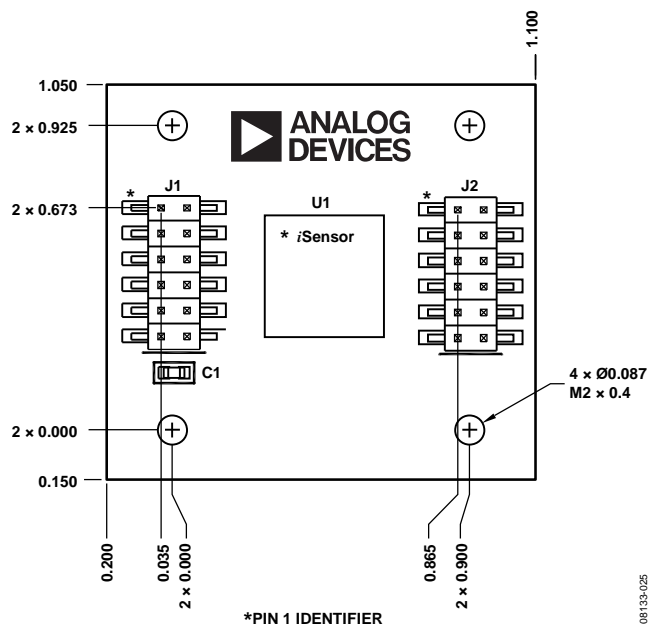 1.100
1.050
2 × 0.925
ANALOG
DEVICES
J1
J2
*
*
2 × 0.673
U1
* iSensor
C1
4 × Ø0.087
M2 × 0.4
2 × 0.000
0.150
0.200
0.035
2 × 0.000
0.865
2 × 0.900
*PIN 1 IDENTIFIER
08133-025